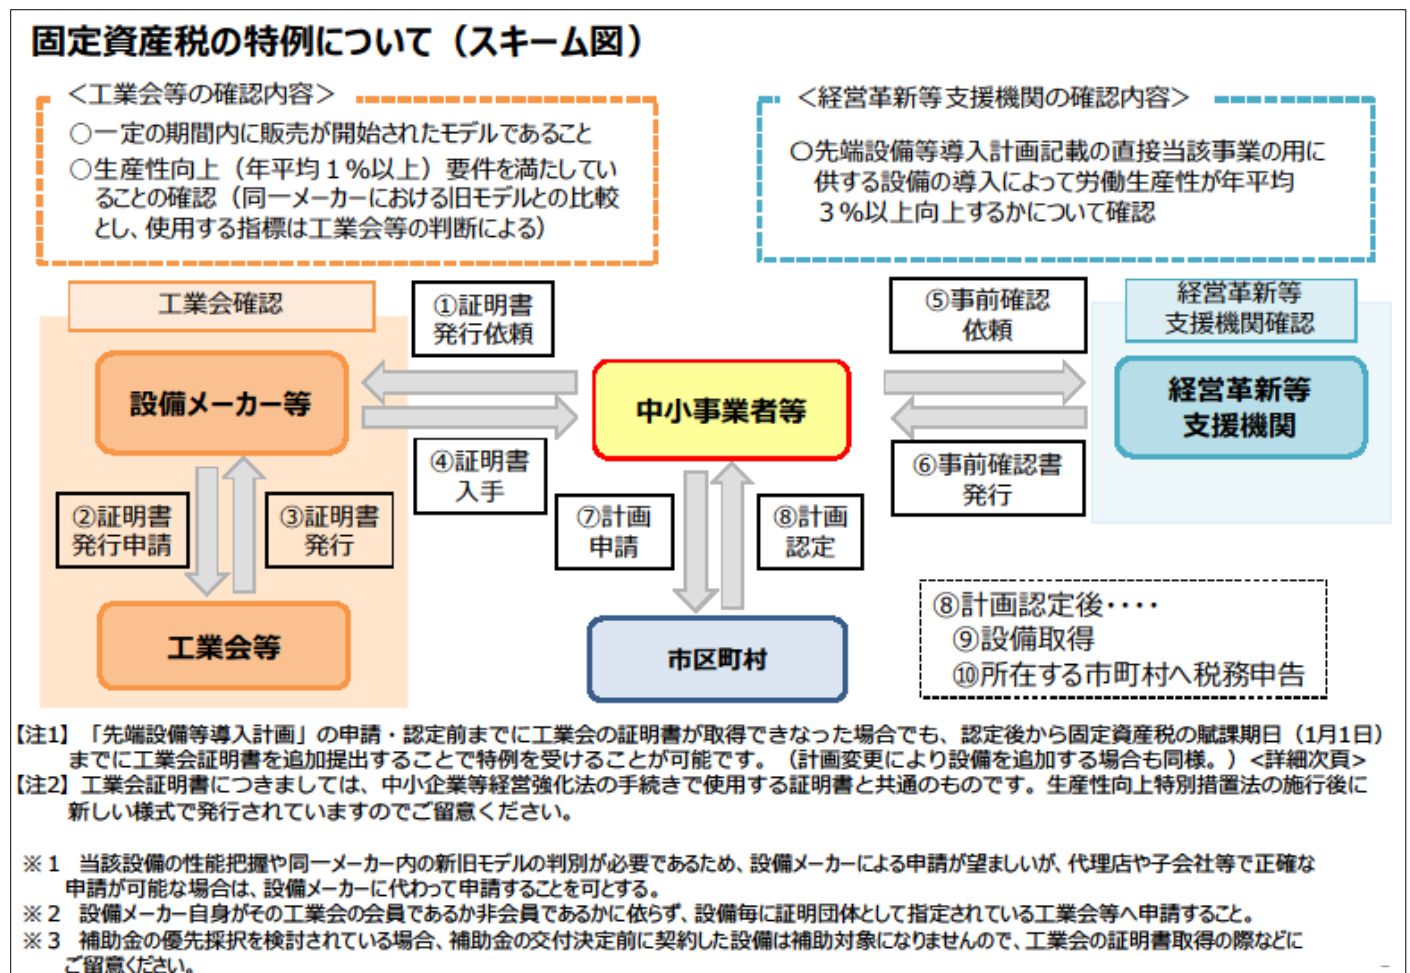 固定資産税の特例について（スキーム図）
＜工業会等の確認内容＞
○一定の期間内に販売が開始されたモデルであること
○生産性向上（年平均１％以上）要件を満たしてい
ることの確認（同一メーカーにおける旧モデルとの比較
とし、使用する指標は工業会等の判断による）
＜経営革新等支援機関の確認内容＞
○先端設備等導入計画記載の直接当該事業の用に
供する設備の導入によって労働生産性が年平均
３％以上向上するかについて確認
工業会確認
①証明書
発行依頼
⑤事前確認
依頼
経営革新等
支援機関確認
設備メーカー等
中小事業者等
経営革新等
支援機関
④証明書
入手
⑥事前確認書
発行
②証明書
発行申請
③証明書
発行
⑦計画
申請
⑧計画
認定
工業会等
市区町村
⑧計画認定後････
⑨設備取得
⑩所在する市町村へ税務申告
【注1】「先端設備等導入計画」の申請・認定前までに工業会の証明書が取得できなった場合でも、認定後から固定資産税の賦課期日（1月1日）
までに工業会証明書を追加提出することで特例を受けることが可能です。（計画変更により設備を追加する場合も同様。）<詳細次頁>
【注2】工業会証明書につきましては、中小企業等経営強化法の手続きで使用する証明書と共通のものです。生産性向上特別措置法の施行後に
新しい様式で発行されていますのでご留意ください。
※１　当該設備の性能把握や同一メーカー内の新旧モデルの判別が必要であるため、設備メーカーによる申請が望ましいが、代理店や子会社等で正確な
申請が可能な場合は、設備メーカーに代わって申請することを可とする。
※２　設備メーカー自身がその工業会の会員であるか非会員であるかに依らず、設備毎に証明団体として指定されている工業会等へ申請すること。
※３　補助金の優先採択を検討されている場合、補助金の交付決定前に契約した設備は補助対象になりませんので、工業会の証明書取得の際などに
ご留意ください。